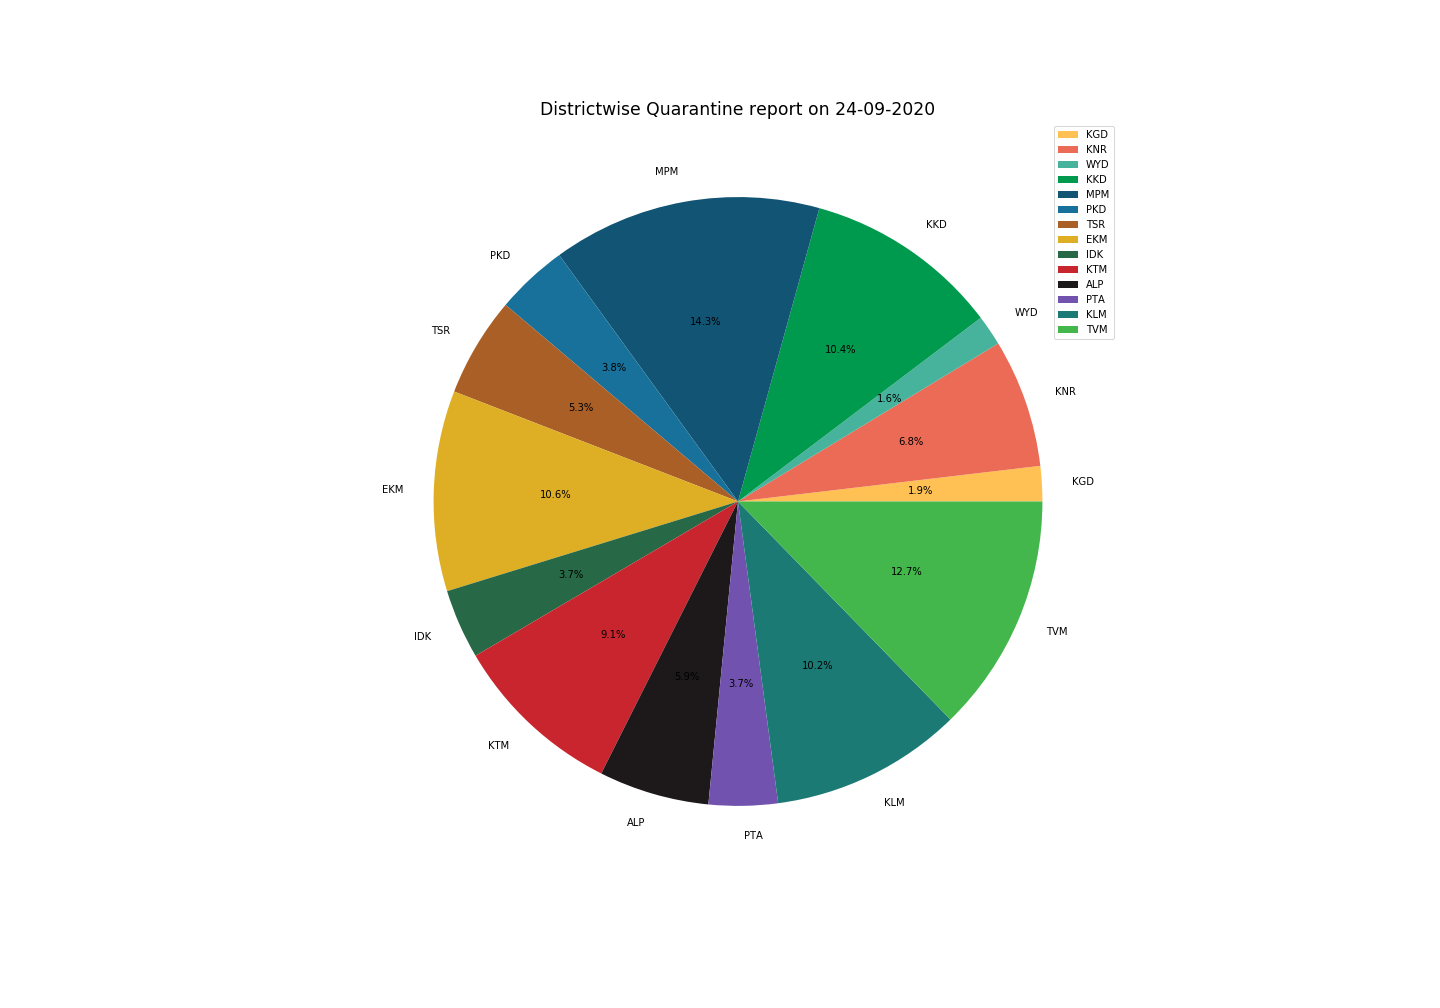 Districtwise Quarantine report on 24-09-2020
KGD
KNR
WYD
KKD
MPM
PKD
TSR
EKM
IDK
KTM
ALP
PTA
KLM
TVM
MPM
KKD
PKD
WYD
TSR
14.3%
10.4%
3.8%
KNR
1.6%
5.3%
6.8%
KGD
EKM
10.6%
1.9%
3.7%
12.7%
IDK
9.1%
TVM
10.2%
5.9%
3.7%
KTM
KLM
ALP
PTA